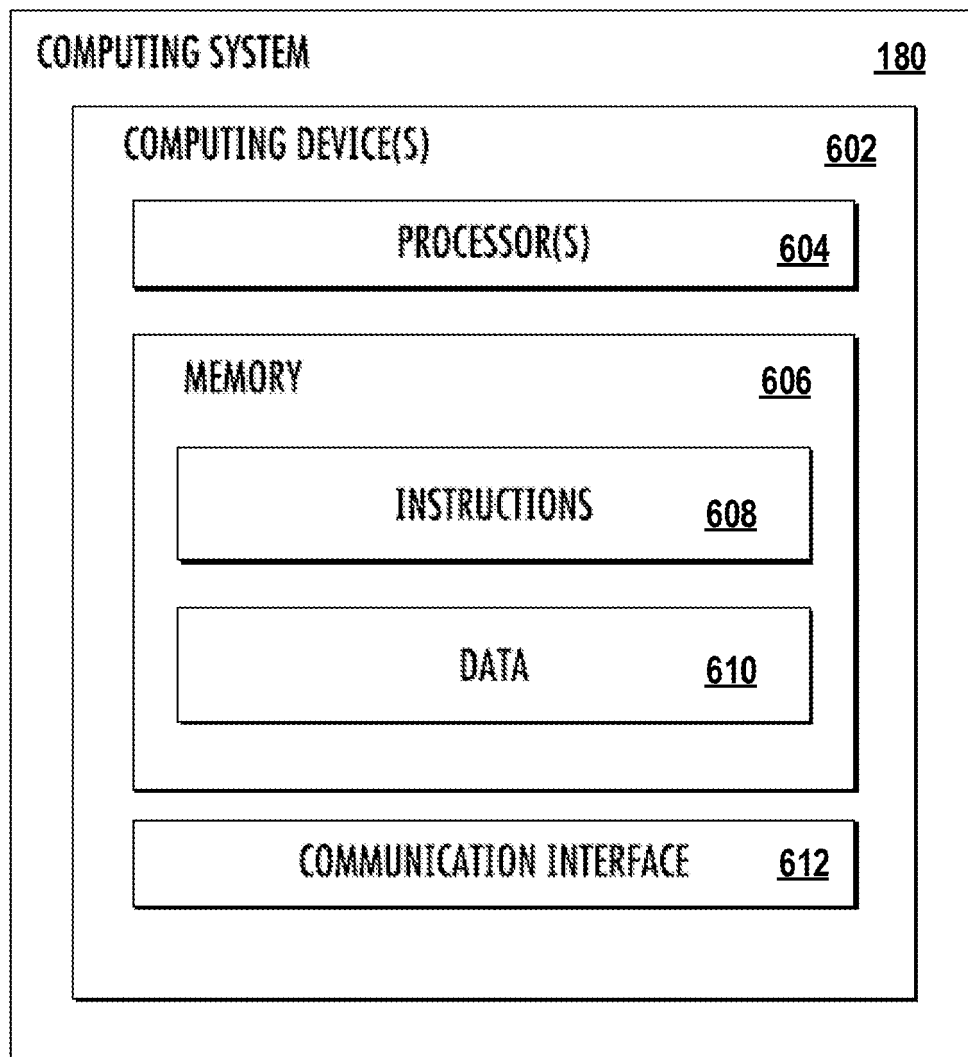 COMPUTING SYSTEM 180
COMPUTING DEVICE(S) 602
PROCESSOR(S) 604
MEMORY 606
INSTRUCTIONS 608
DATA 610
COMMUNICATION INTERFACE 612